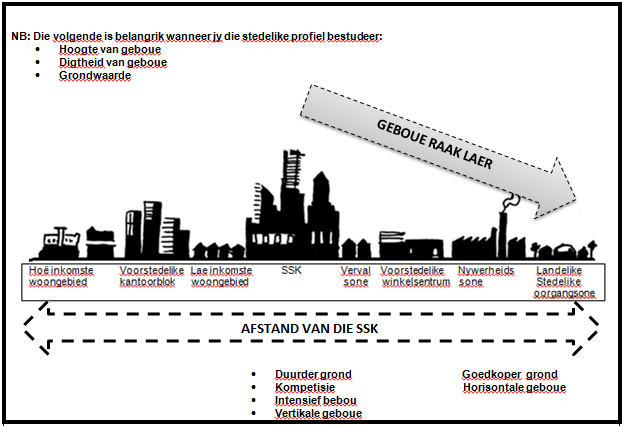 NB: Die volgende is belangrik wanneer jy die stedelike profiel bestudeer:
• Hoogte van geboue
• Digtheid van geboue
• Grondwaarde
GEBOUE RAAK LAER
Hoë inkomste woongebied
Voorstedelike kantoorblok
Lae inkomste woongebied
SSK
Verval sone
Voorstedelike winkelsentrum
Nywerheids sone
Landelike Stedelike oorgangsone
AFSTAND VAN DIE SSK
• Duurder grond Goedkoper grond
• Kompetisie Horisontale geboue
• Intensief bebou
• Vertikale geboue